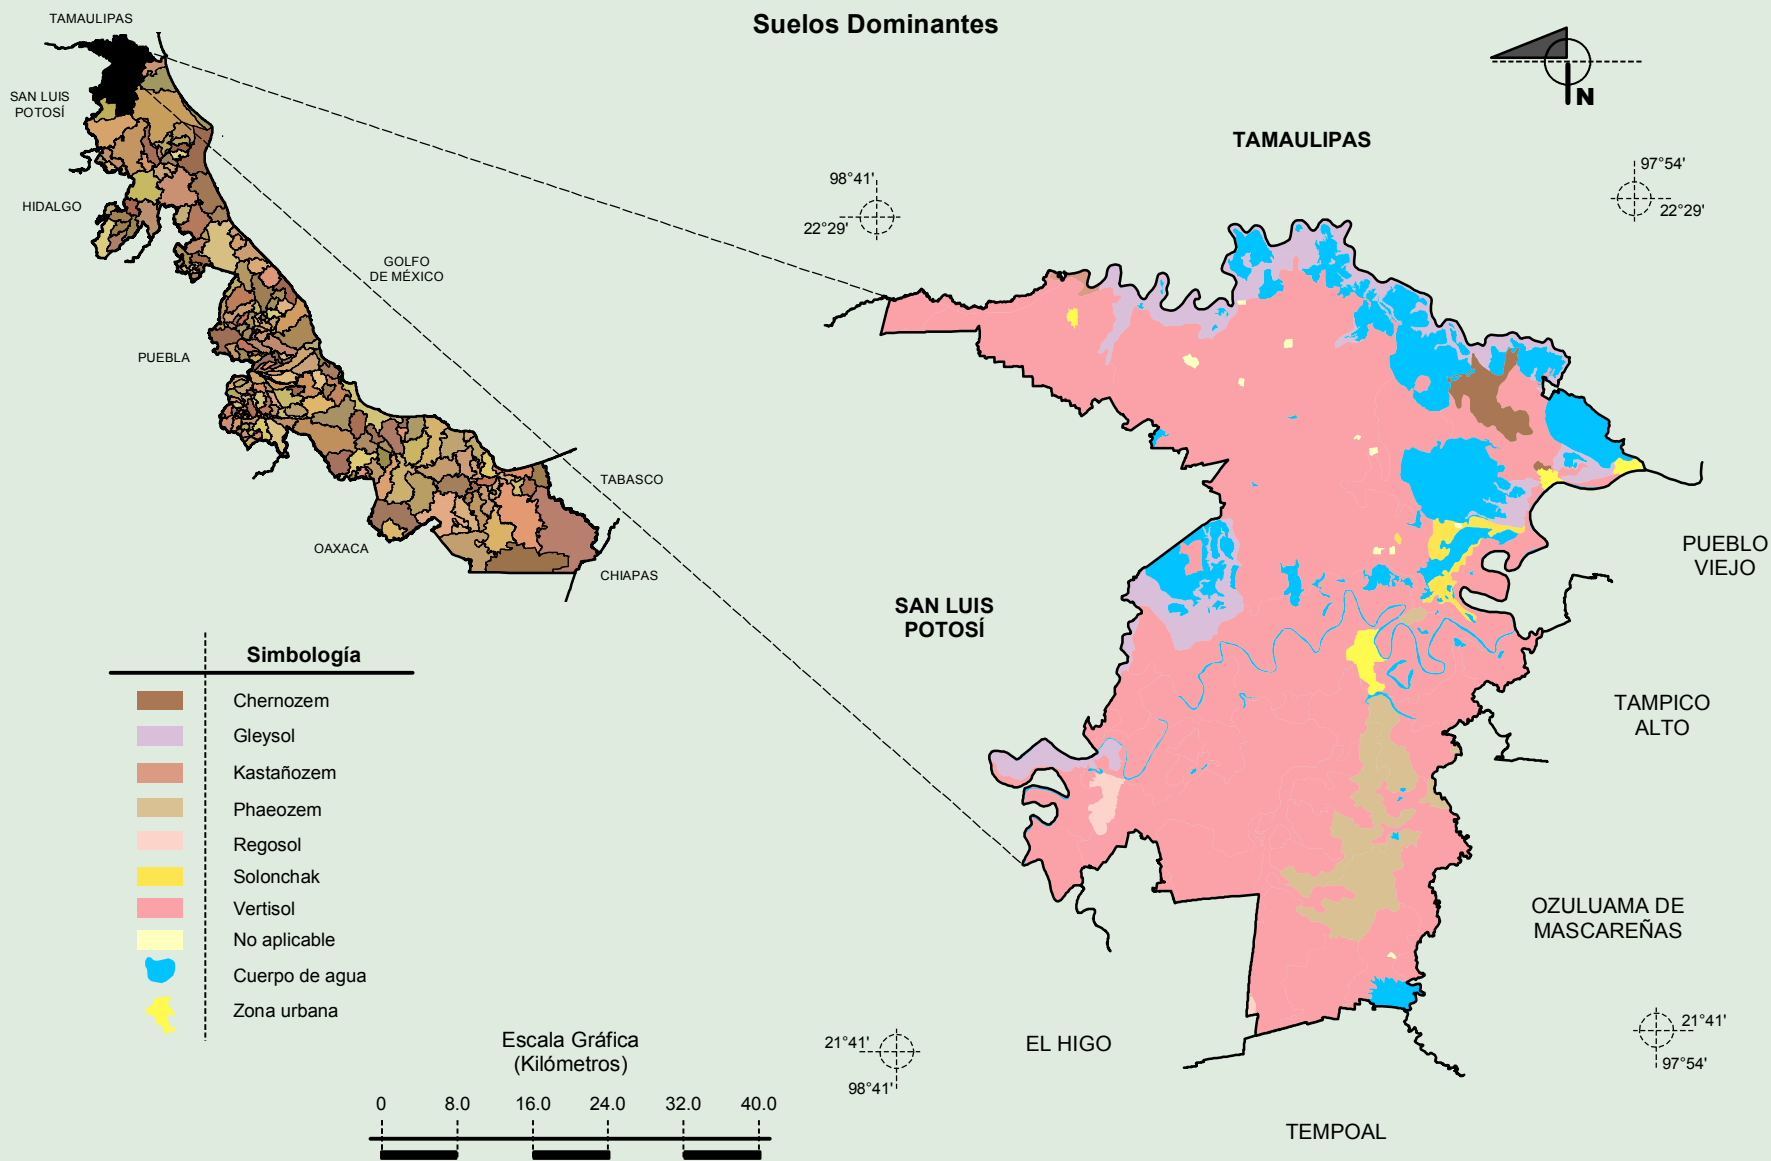 Suelos Dominantes
TAMAULIPAS
SAN LUIS
POTOSÍ
HIDALGO
GOLFO
DE MÉXICO
PUEBLA
TABASCO
OAXACA
CHIAPAS
N
TAMAULIPAS
98°41'
22°29'
97°54'
22°29'
SAN LUIS
POTOSÍ
PUEBLO
VIEJO
TAMPICO
ALTO
OZULUAMA DE
MASCAREÑAS
EL HIGO
TEMPOAL
21°41'
98°41'
21°41'
97°54'
Simbología
Chernozem
Gleysol
Kastañozem
Phaeozem
Regosol
Solonchak
Vertisol
No aplicable
Cuerpo de agua
Zona urbana
Escala Gráfica
(Kilómetros)
0 8.0 16.0 24.0 32.0 40.0